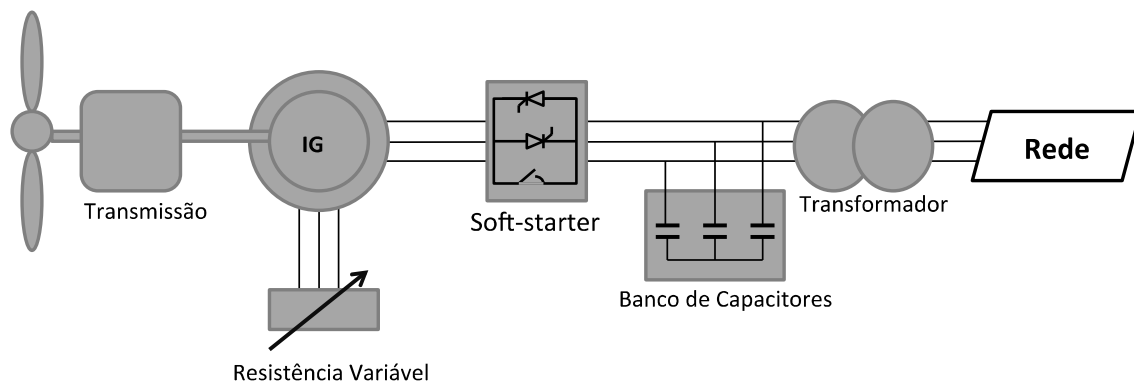 IG
Rede
Transmissão
Soft-starter
Transformador
Banco de Capacitores
Resistência Variável